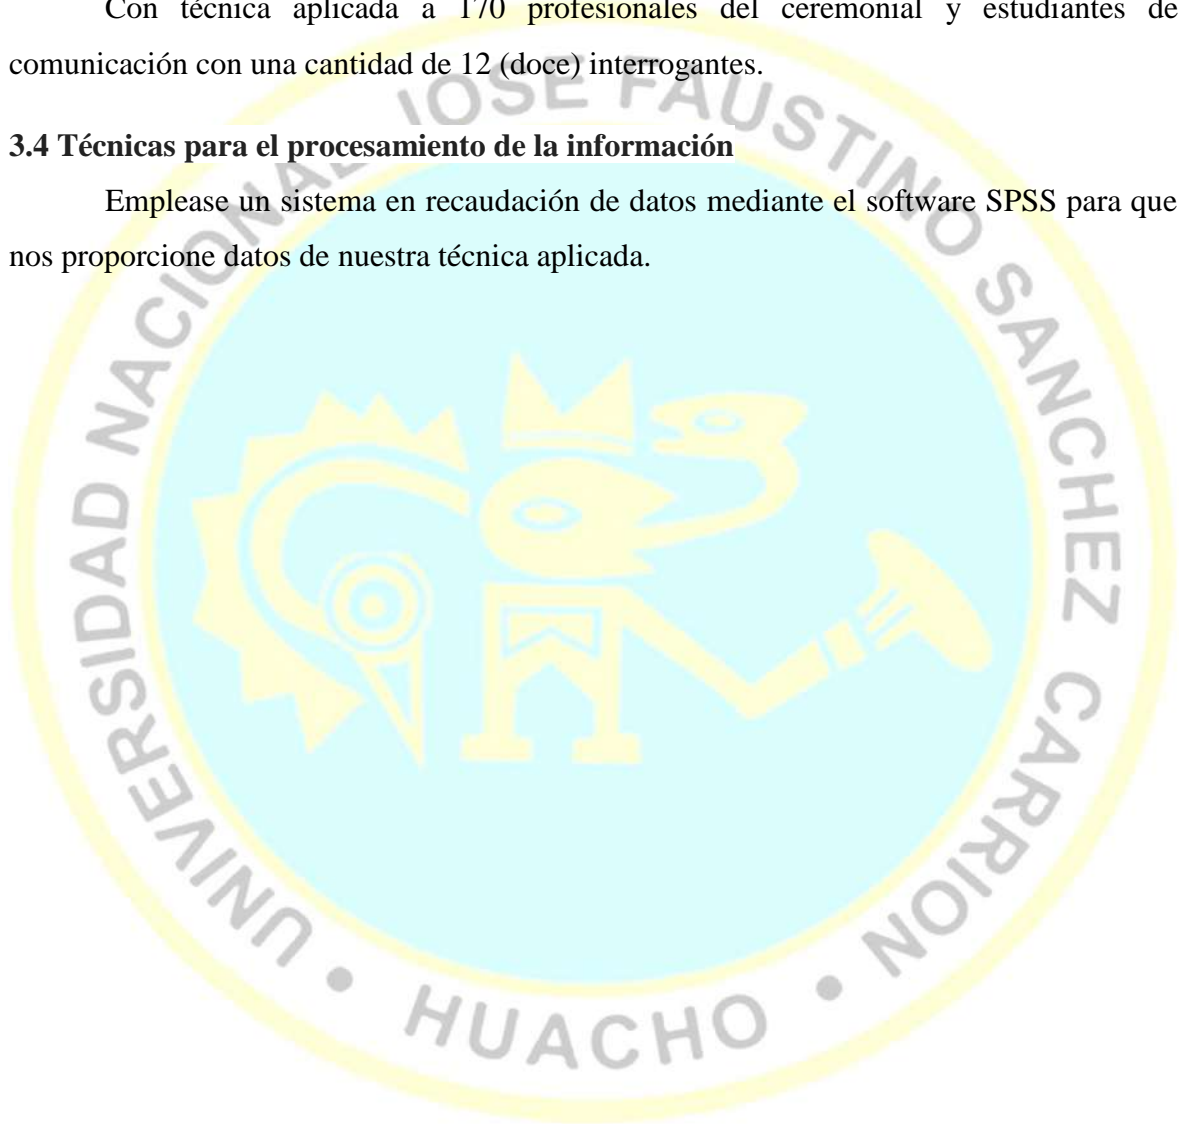 Con técnica aplicada a 170 profesionales del ceremonial y estudiantes de
comunicación con una cantidad de 12 (doce) interrogantes.
3.4 Técnicas para el procesamiento de la información
Emplease un sistema en recaudación de datos mediante el software SPSS para que
nos proporcione datos de nuestra técnica aplicada.
UNIVERSIDAD NACIONAL JOSE FAUSTINO SANCHEZ CARRION
• HUACHO •